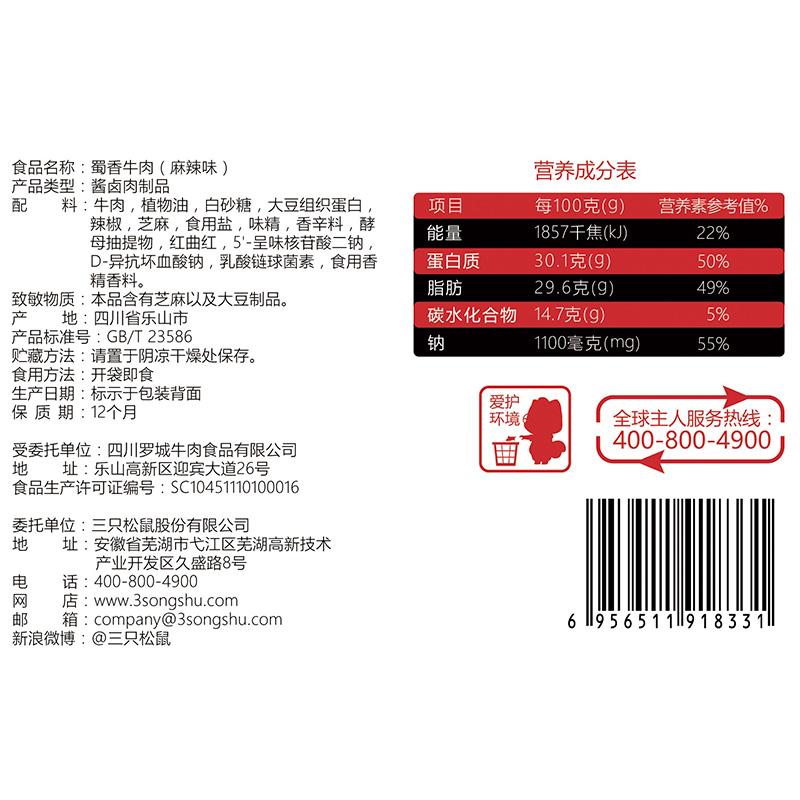 食品名称：蜀香牛肉（麻辣味）
产品类型：酱卤肉制品
配　　料：牛肉，植物油，白砂糖，大豆组织蛋白，
辣椒，芝麻，食用盐，味精，香辛料，酵
母抽提物，红曲红，5'-呈味核苷酸二钠，
D-异抗坏血酸钠，乳酸链球菌素，食用香
精香料。
致敏物质：本品含有芝麻以及大豆制品。
产　　地：四川省乐山市
产品标准号：GB/T 23586
贮藏方法：请置于阴凉干燥处保存。
食用方法：开袋即食
生产日期：标示于包装背面
保 质 期：12个月
受委托单位：四川罗城牛肉食品有限公司
地　　址：乐山高新区迎宾大道26号
食品生产许可证编号：SC10451110100016
委托单位：三只松鼠股份有限公司
地　　址：安徽省芜湖市弋江区芜湖高新技术
产业开发区久盛路8号
电　　话：400-800-4900
网　　店：www.3songshu.com
邮　　箱：company@3songshu.com
新浪微博：@三只松鼠
营养成分表
项目 每100克(g) 营养素参考值%
能量 1857千焦(kJ) 22%
蛋白质 30.1克(g) 50%
脂肪 29.6克(g) 49%
碳水化合物 14.7克(g) 5%
钠 1100毫克(mg) 55%
爱护
环境
全球主人服务热线：
400-800-4900
6 956511 918331